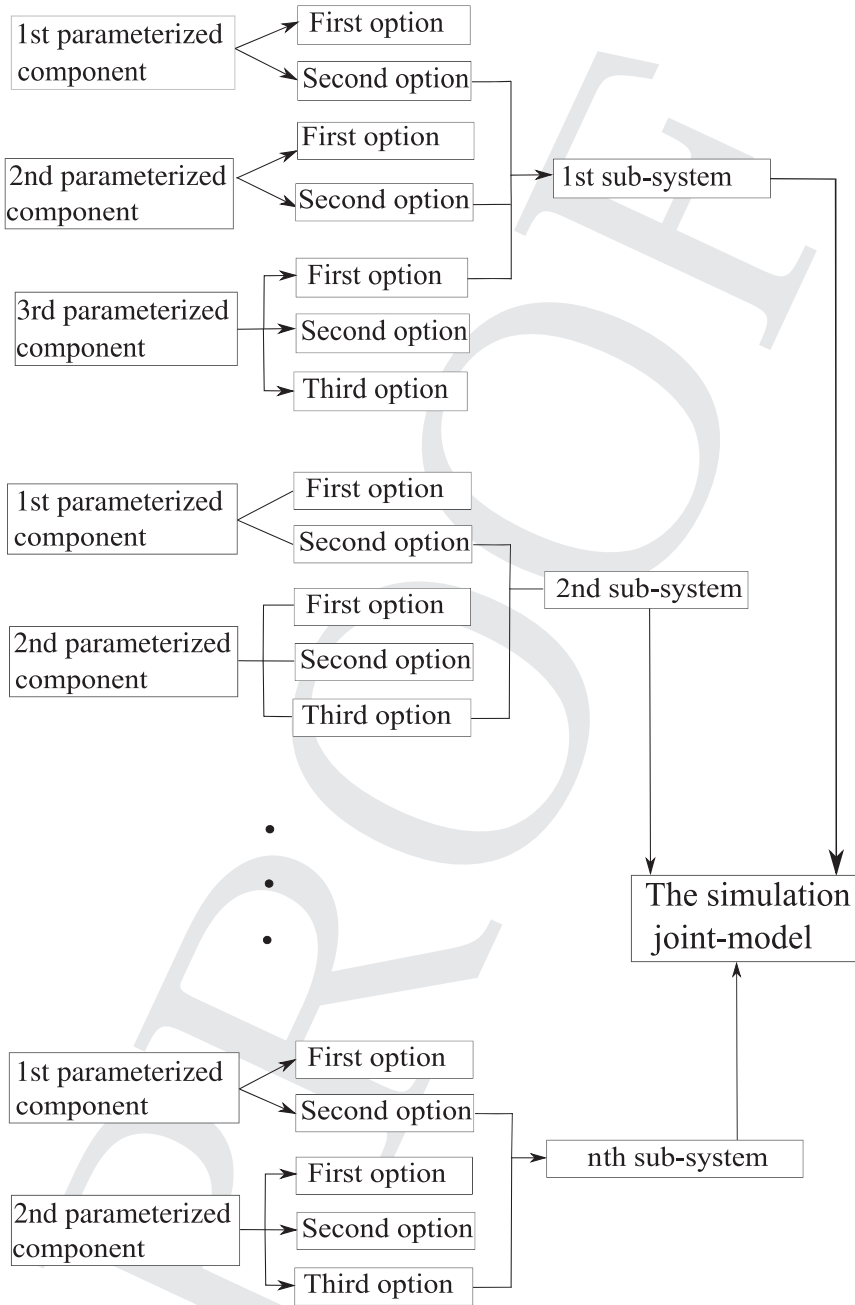 1st parameterized
component
First option
Second option
2nd parameterized
component
First option
Second option
3rd parameterized
component
First option
Second option
Third option
1st sub-system
1st parameterized
component
First option
Second option
2nd parameterized
component
First option
Second option
Third option
2nd sub-system
The simulation
joint-model
1st parameterized
component
First option
Second option
2nd parameterized
component
First option
Second option
Third option
nth sub-system
PROOF